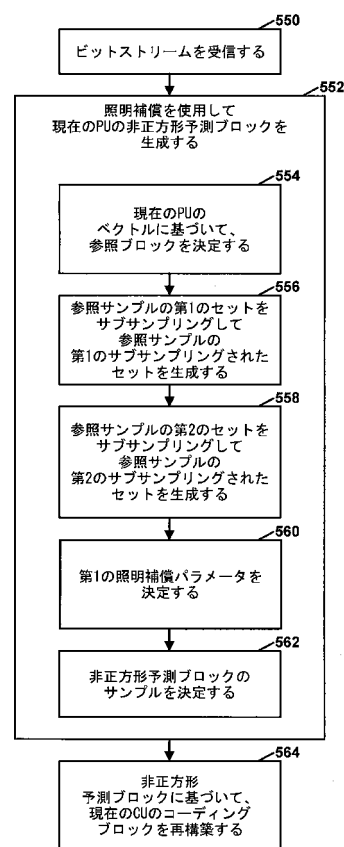 550
ビットストリームを受信する
552
照明補償を使用して
現在のPUの非正方形予測ブロックを
生成する
554
現在のPUの
ベクトルに基づいて、
参照ブロックを決定する
556
参照サンプルの第1のセットを
サブサンプリングして
参照サンプルの
第1のサブサンプリングされた
セットを生成する
558
参照サンプルの第2のセットを
サブサンプリングして
参照サンプルの
第2のサブサンプリングされた
セットを生成する
560
第1の照明補償パラメータを
決定する
562
非正方形予測ブロックの
サンプルを決定する
564
非正方形
予測ブロックに基づいて、
現在のCUのコーディング
ブロックを再構築する